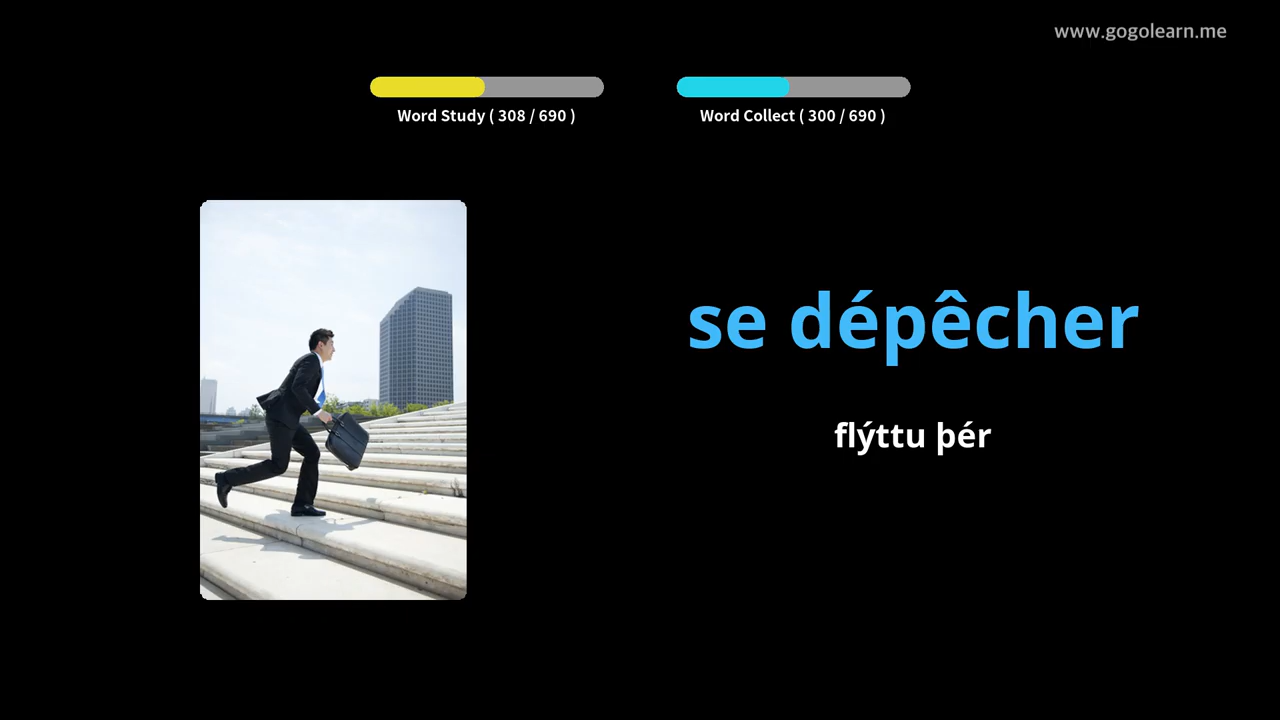 www.gogolearn.me
Word Study ( 308 / 690 )
Word Collect ( 300 / 690 )
se dépêcher
flýttu þér